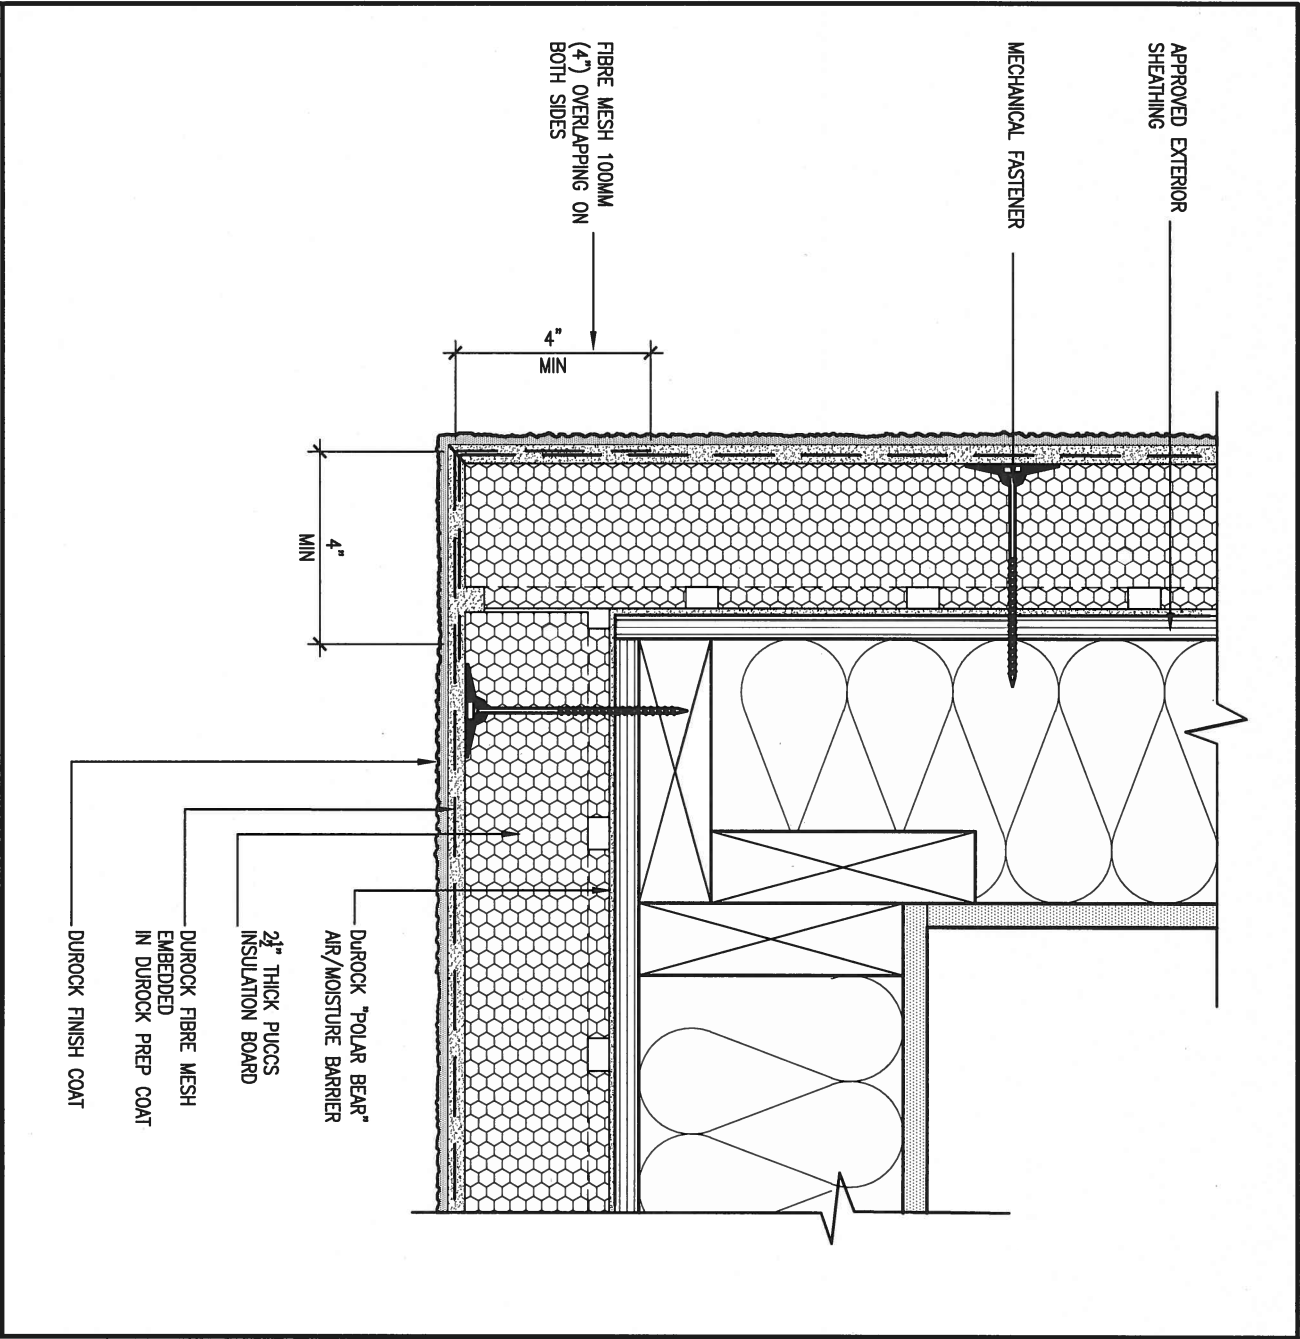 APPROVED EXTERIOR
SHEATHING
MECHANICAL FASTENER
FIBRE MESH 100MM
(4") OVERLAPPING ON
BOTH SIDES
4"
MIN
4"
MIN
DuROCK "POLAR BEAR"
AIR/MOISTURE BARRIER
2½" THICK PUCCS
INSULATION BOARD
DUROCK FIBRE MESH
EMBEDDED
IN DUROCK PREP COAT
DUROCK FINISH COAT